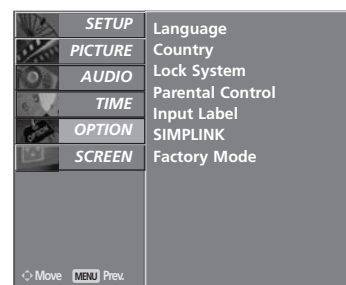 SETUP
PICTURE
AUDIO
TIME
OPTION
SCREEN
Language
Country
Lock System
Parental Control
Input Label
SIMPLINK
Factory Mode
Move MENU Prev.